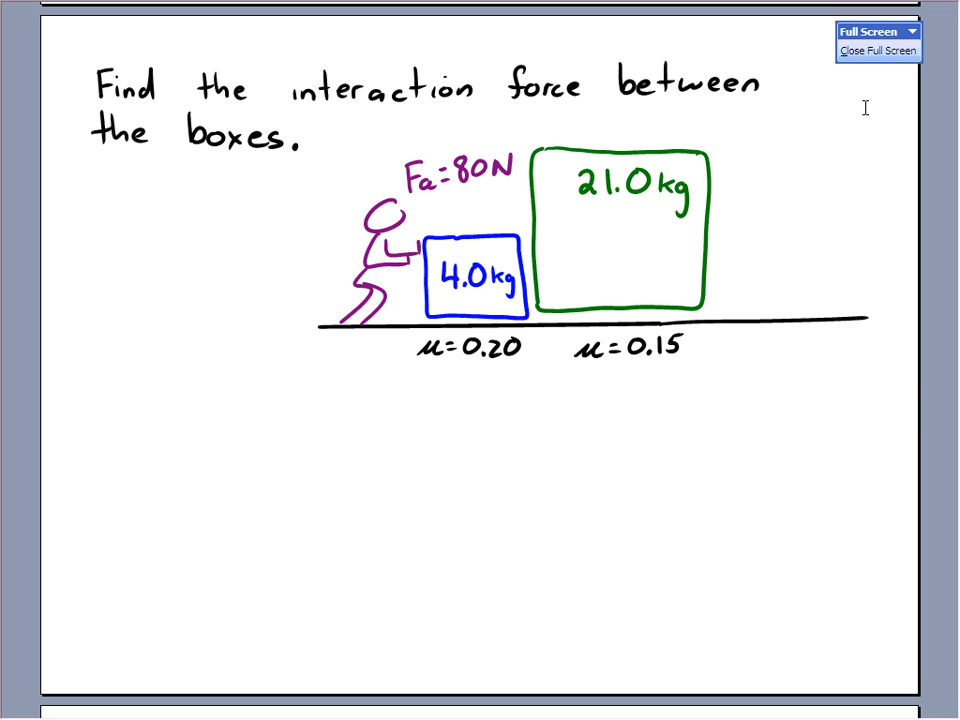 Full Screen
Close Full Screen
Find the interaction force between
the boxes.
Fa=80N
21.0kg
4.0kg
μ=0.20 μ=0.15